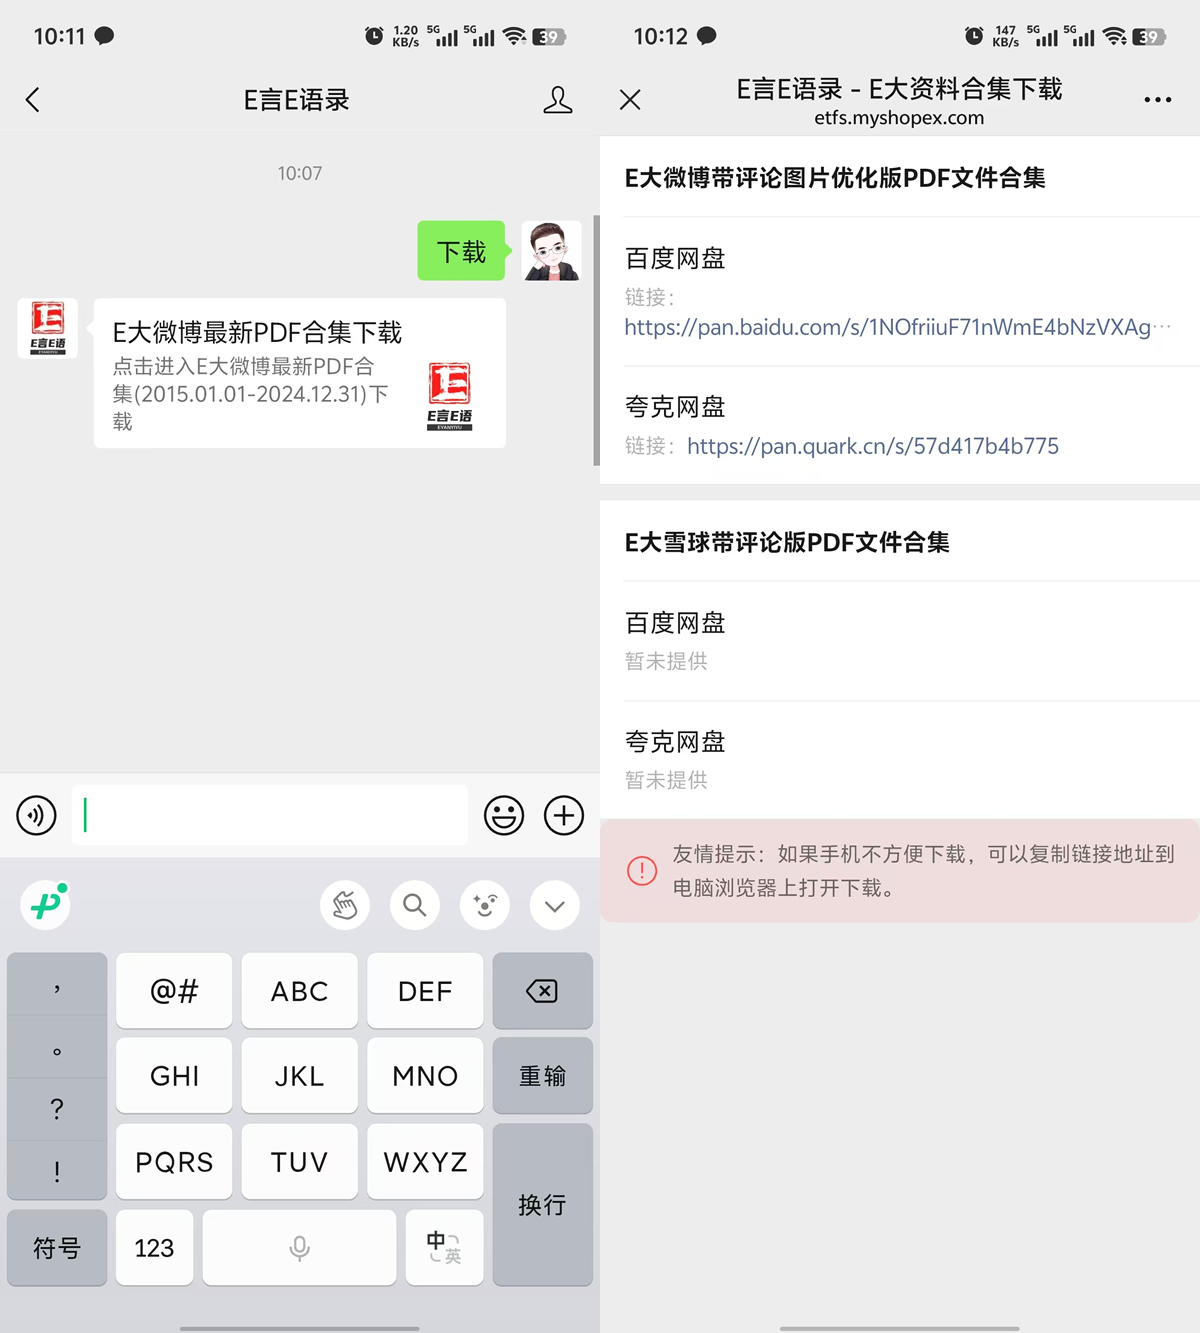 10:11
1.20 KB/s 5G 5G 39
E言E语录
10:07
下载
E言E语
EYANYIYU
E大微博最新PDF合集下载
点击进入E大微博最新PDF合
集(2015.01.01-2024.12.31)下
载
E言E语
EYANYIYU
,
。
?
!
符号
@#
ABC
DEF
GHI
JKL
MNO
重输
PQRS
TUV
WXYZ
换行
123
中
英
10:12
147 KB/s 5G 5G 39
E言E语录 - E大资料合集下载
etfs.myshopex.com
E大微博带评论图片优化版PDF文件合集
百度网盘
链接：
https://pan.baidu.com/s/1NOfriiuF71nWmE4bNzVXAg···
夸克网盘
链接：https://pan.quark.cn/s/57d417b4b775
E大雪球带评论版PDF文件合集
百度网盘
暂未提供
夸克网盘
暂未提供
友情提示：如果手机不方便下载，可以复制链接地址到
电脑浏览器上打开下载。